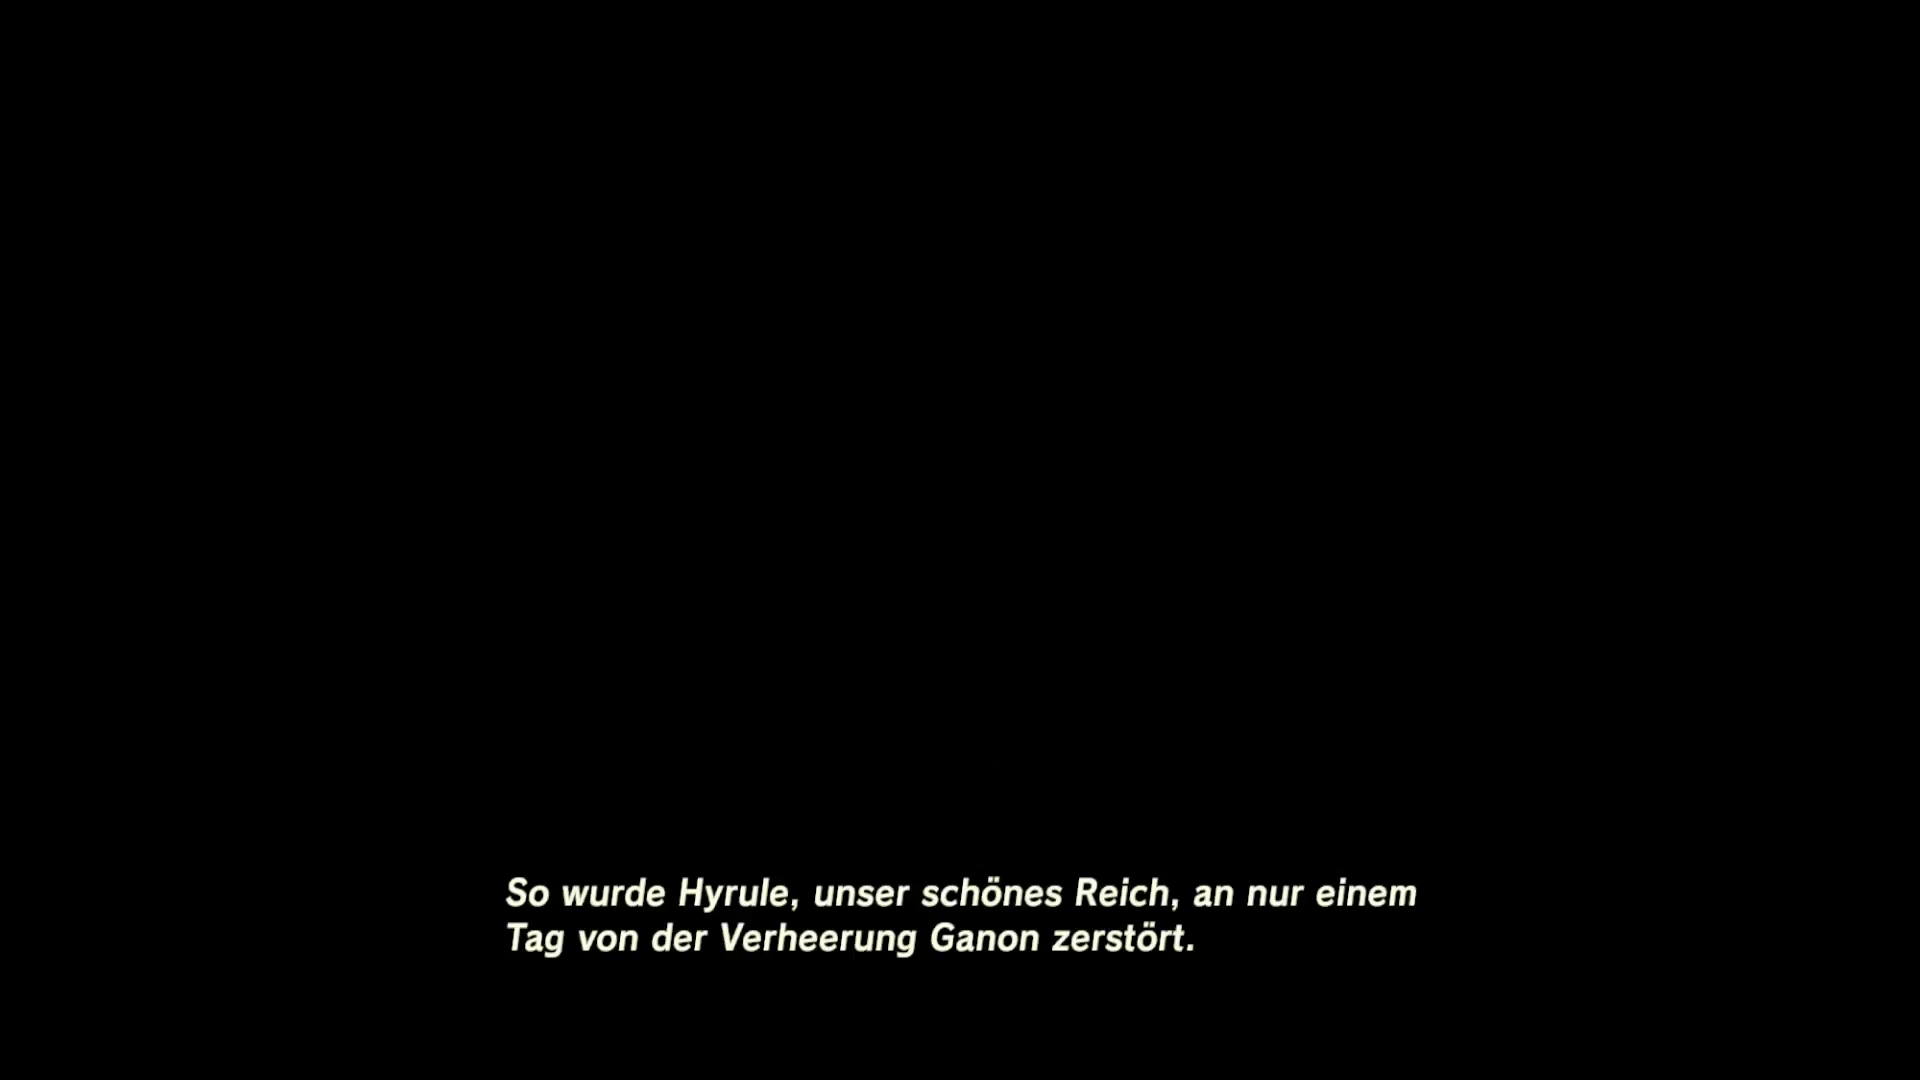 So wurde Hyrule, unser schönes Reich, an nur einem
Tag von der Verheerung Ganon zerstört.